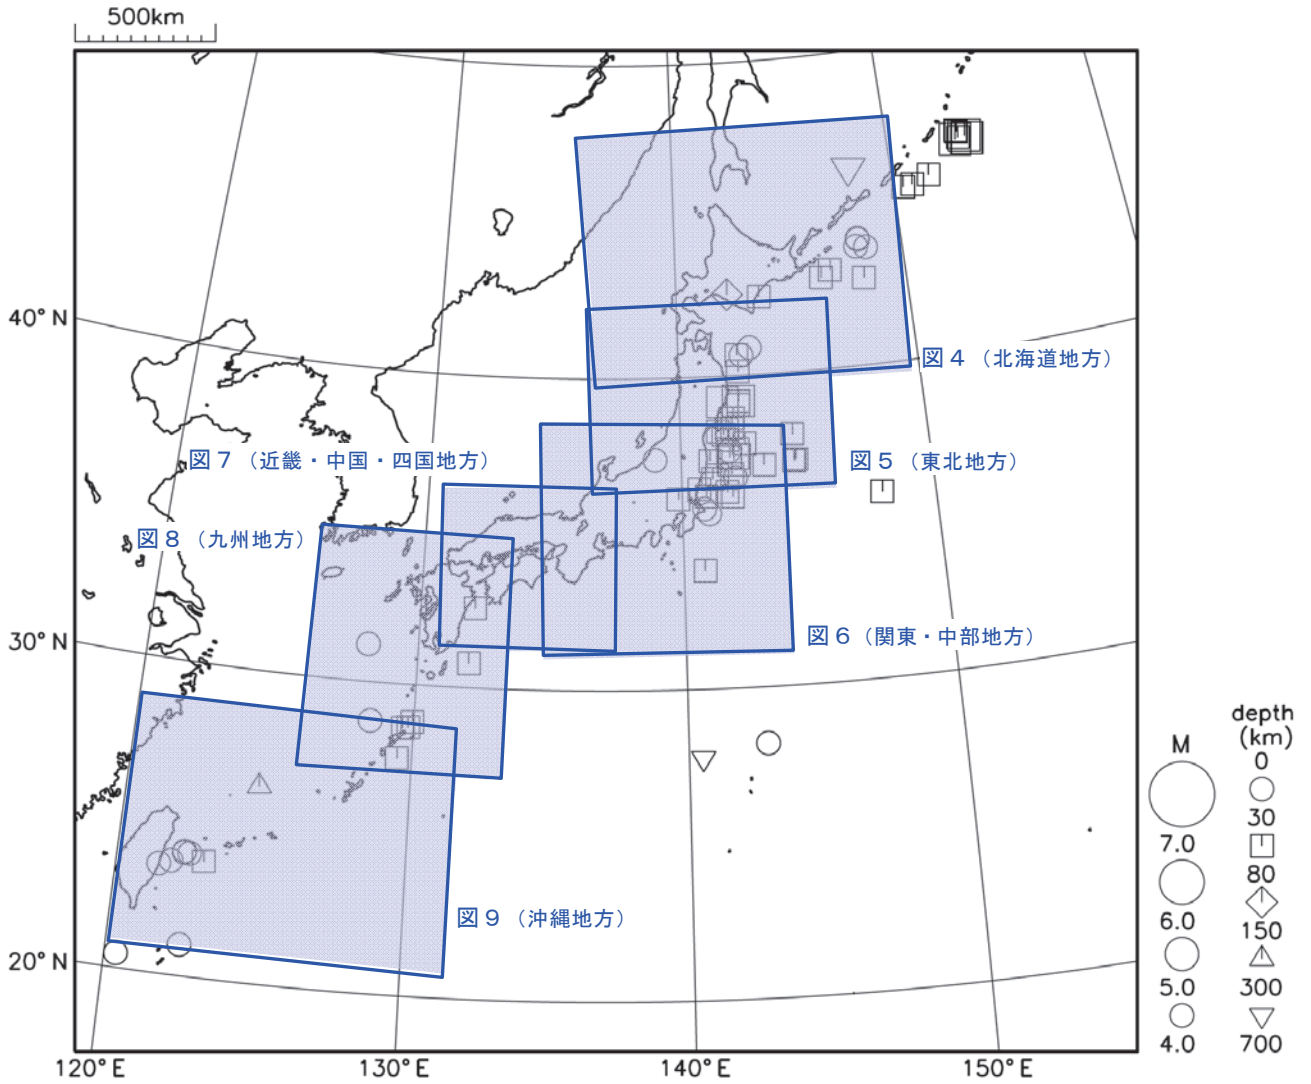 500km
40° N
30° N
20° N
120° E
130° E
140° E
150° E
図4（北海道地方）
図7（近畿・中国・四国地方）
図5（東北地方）
図8（九州地方）
図6（関東・中部地方）
図9（沖縄地方）
M
7.0
6.0
5.0
4.0
depth
(km)
0
30
80
150
300
700